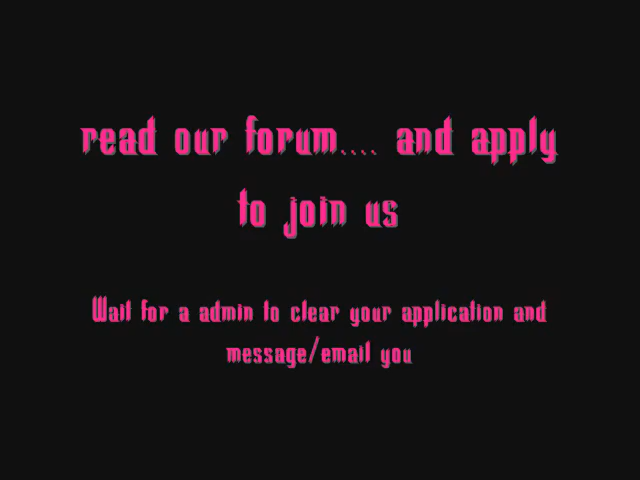 read our forum.... and apply
to join us
Wait for a admin to clear your application and
message/email you